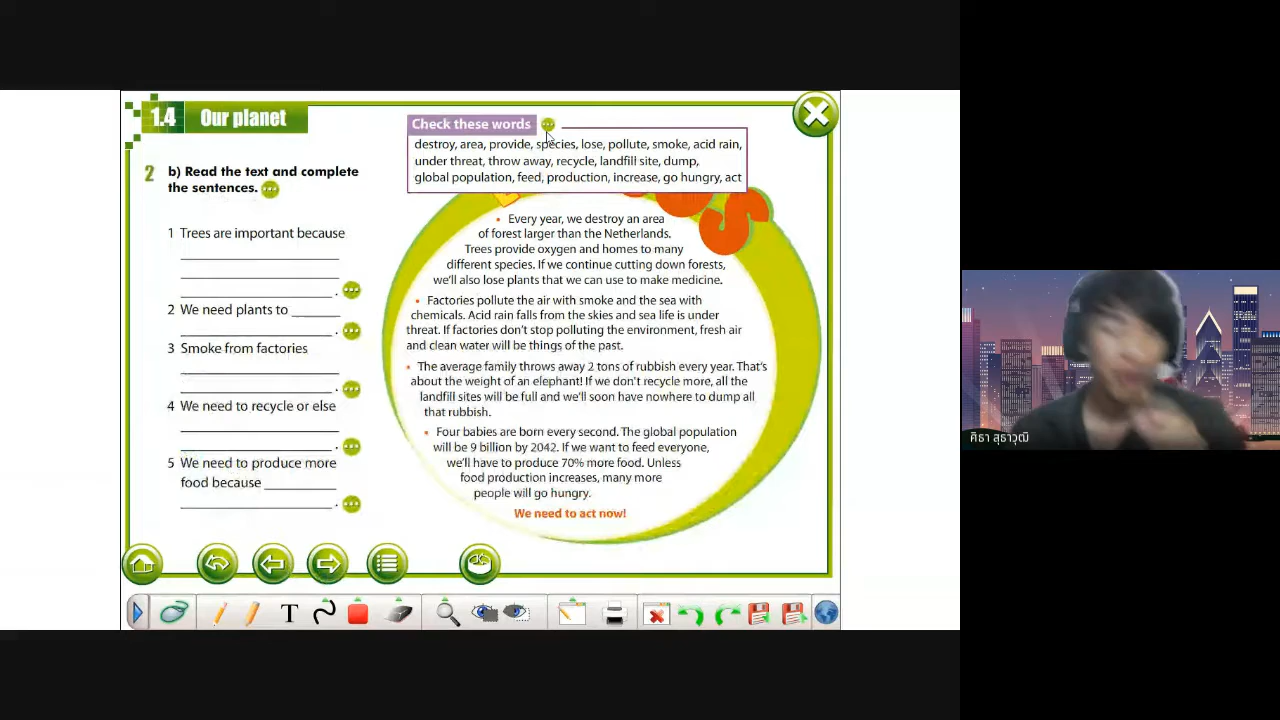 1.4 Our planet
Check these words
destroy, area, provide, species, lose, pollute, smoke, acid rain,
under threat, throw away, recycle, landfill site, dump,
global population, feed, production, increase, go hungry, act
2 b) Read the text and complete
the sentences.
1 Trees are important because
.
2 We need plants to
.
3 Smoke from factories
.
4 We need to recycle or else
.
5 We need to produce more
food because
.
• Every year, we destroy an area
of forest larger than the Netherlands.
Trees provide oxygen and homes to many
different species. If we continue cutting down forests,
we'll also lose plants that we can use to make medicine.
• Factories pollute the air with smoke and the sea with
chemicals. Acid rain falls from the skies and sea life is under
threat. If factories don't stop polluting the environment, fresh air
and clean water will be things of the past.
• The average family throws away 2 tons of rubbish every year. That's
about the weight of an elephant! If we don't recycle more, all the
landfill sites will be full and we'll soon have nowhere to dump all
that rubbish.
• Four babies are born every second. The global population
will be 9 billion by 2042. If we want to feed everyone,
we'll have to produce 70% more food. Unless
food production increases, many more
people will go hungry.
We need to act now!
T
ศิธา สุธาวุฒิ